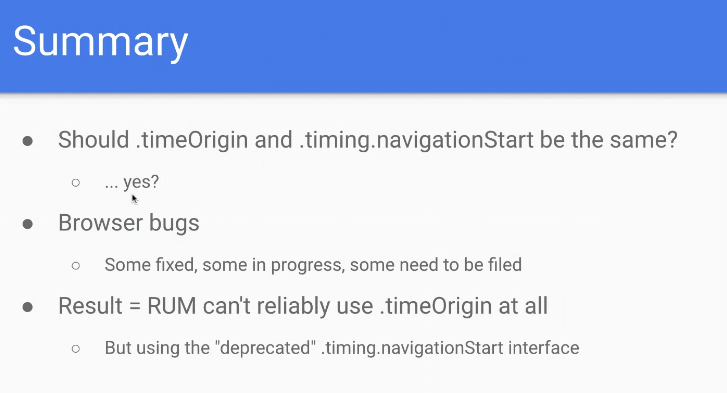 Summary
● Should .timeOrigin and .timing.navigationStart be the same?
○ ... yes?
● Browser bugs
○ Some fixed, some in progress, some need to be filed
● Result = RUM can't reliably use .timeOrigin at all
○ But using the "deprecated" .timing.navigationStart interface